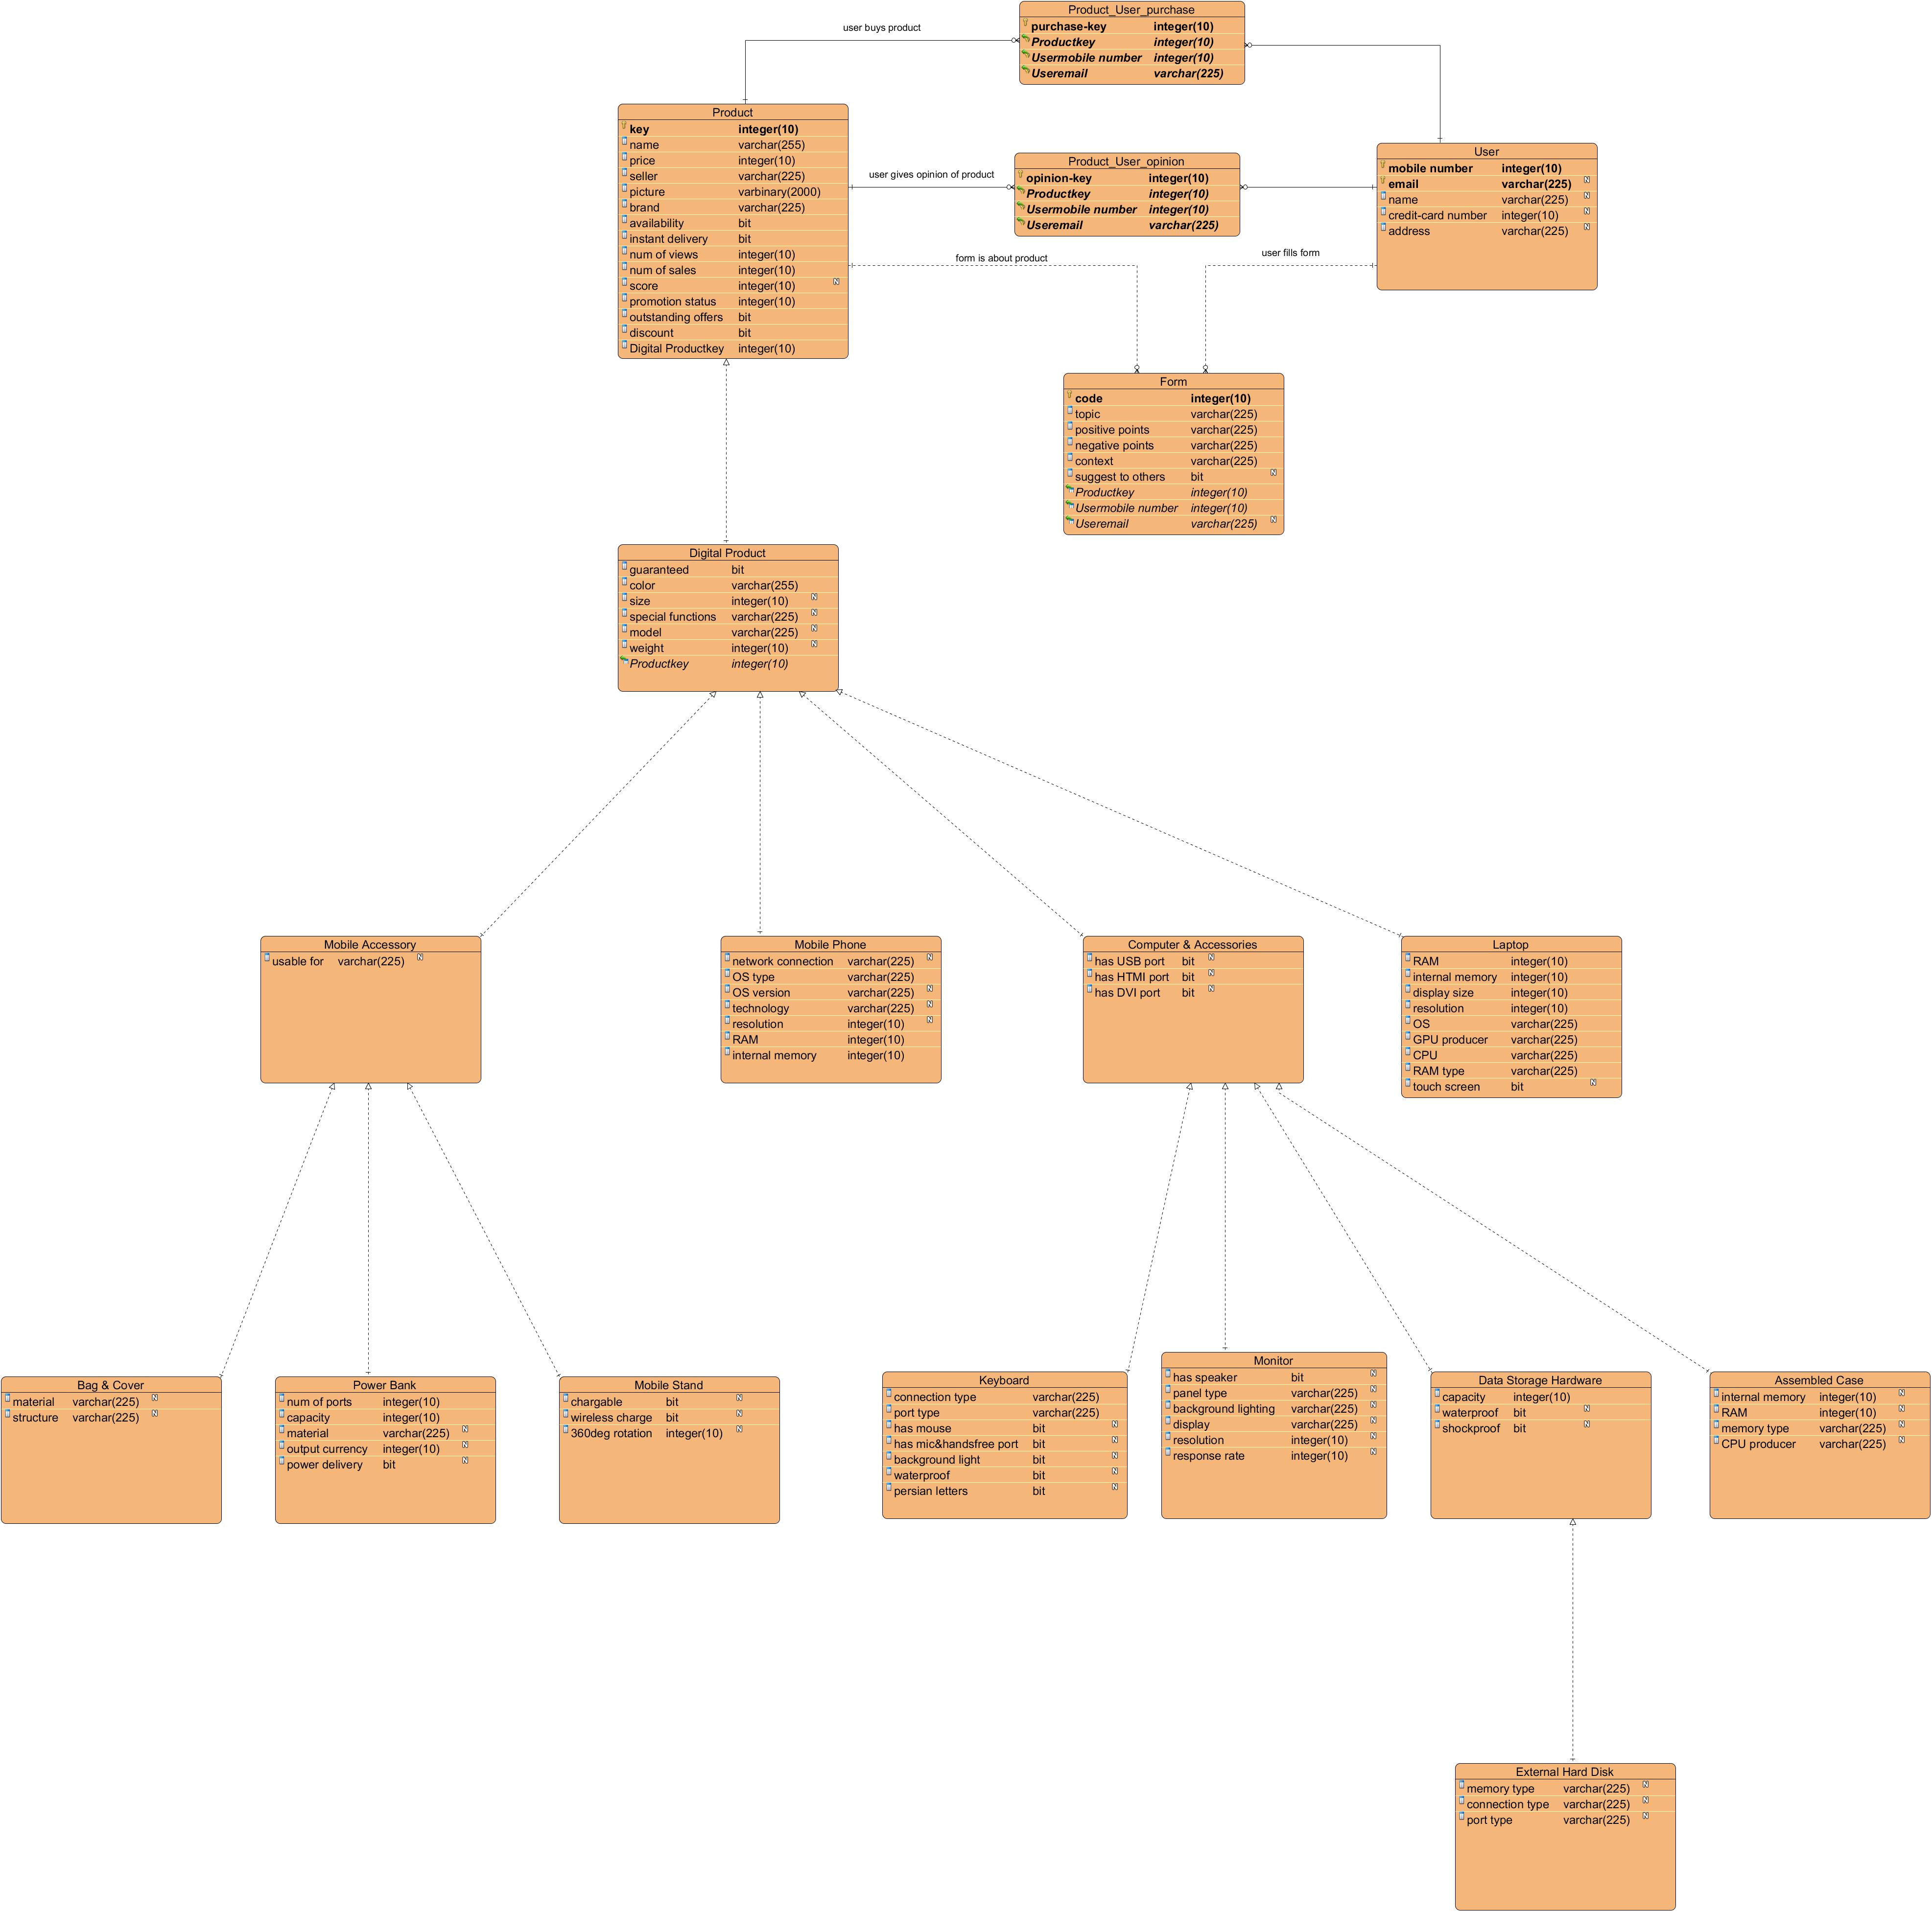 Product_User_purchase
purchase-key integer(10)
Productkey integer(10)
Usermobile number integer(10)
Useremail varchar(225)
user buys product
Product
key integer(10)
name varchar(255)
price integer(10)
seller varchar(225)
picture varbinary(2000)
brand varchar(225)
availability bit
instant delivery bit
num of views integer(10)
num of sales integer(10)
score integer(10) N
promotion status integer(10)
outstanding offers bit
discount bit
Digital Productkey integer(10)
user gives opinion of product
Product_User_opinion
opinion-key integer(10)
Productkey integer(10)
Usermobile number integer(10)
Useremail varchar(225)
User
mobile number integer(10)
email varchar(225) N
name varchar(225) N
credit-card number integer(10) N
address varchar(225) N
form is about product
user fills form
Form
code integer(10)
topic varchar(225)
positive points varchar(225)
negative points varchar(225)
context varchar(225)
suggest to others bit N
Productkey integer(10)
Usermobile number integer(10)
Useremail varchar(225) N
Digital Product
guaranteed bit
color varchar(255)
size integer(10) N
special functions varchar(225) N
model varchar(225) N
weight integer(10) N
Productkey integer(10)
Mobile Accessory
usable for varchar(225) N
Mobile Phone
network connection varchar(225) N
OS type varchar(225)
OS version varchar(225) N
technology varchar(225) N
resolution integer(10) N
RAM integer(10)
internal memory integer(10)
Computer & Accessories
has USB port bit N
has HTMI port bit N
has DVI port bit N
Laptop
RAM integer(10)
internal memory integer(10)
display size integer(10)
resolution integer(10)
OS varchar(225)
GPU producer varchar(225)
CPU varchar(225)
RAM type varchar(225)
touch screen bit N
Bag & Cover
material varchar(225) N
structure varchar(225) N
Power Bank
num of ports integer(10)
capacity integer(10)
material varchar(225) N
output currency integer(10) N
power delivery bit N
Mobile Stand
chargable bit N
wireless charge bit N
360deg rotation integer(10) N
Keyboard
connection type varchar(225)
port type varchar(225)
has mouse bit N
has mic&handsfree port bit N
background light bit N
waterproof bit N
persian letters bit N
Monitor
has speaker bit N
panel type varchar(225) N
background lighting varchar(225) N
display varchar(225) N
resolution integer(10) N
response rate integer(10) N
Data Storage Hardware
capacity integer(10)
waterproof bit N
shockproof bit N
Assembled Case
internal memory integer(10) N
RAM integer(10) N
memory type varchar(225) N
CPU producer varchar(225) N
External Hard Disk
memory type varchar(225) N
connection type varchar(225) N
port type varchar(225) N